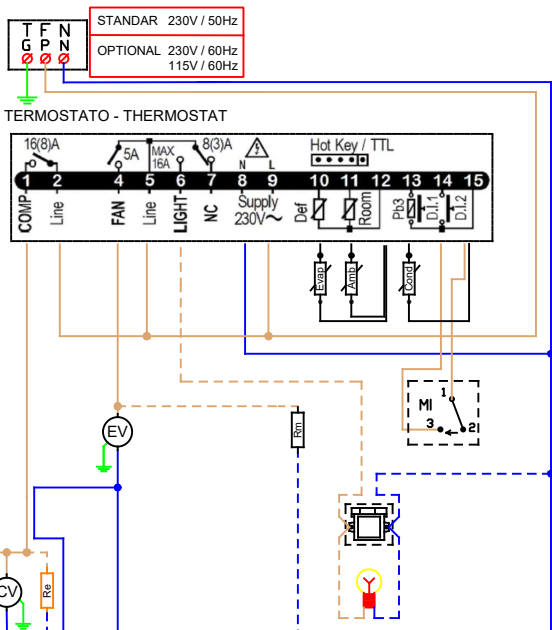 T F N
G P N
STANDAR 230V / 50Hz
OPTIONAL 230V / 60Hz
115V / 60Hz
TERMOSTATO - THERMOSTAT
16(8)A
5A
MAX
16A
8(3)A
N L
Hot Key / TTL
1 2 4 5 6 7 8 9 10 11 12 13 14 15
COMP
Line
FAN
Line
LIGHT
NC
Supply
230V~
Def
Room
Pb3
D.I.1
D.I.2
Evap
Amb
Cond
MI
1
3
2
EV
Rm
CV
Re